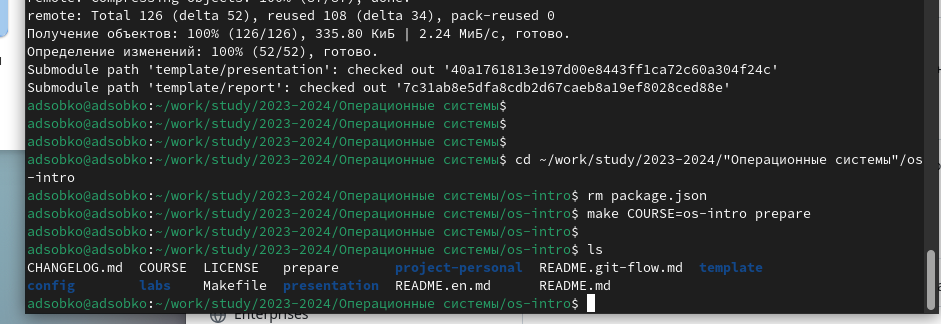 remote: Compressing objects: 100% (87/87), done.
remote: Total 126 (delta 52), reused 108 (delta 34), pack-reused 0
Получение объектов: 100% (126/126), 335.80 КиБ | 2.24 МиБ/с, готово.
Определение изменений: 100% (52/52), готово.
Submodule path 'template/presentation': checked out '40a1761813e197d00e8443ff1ca72c60a304f24c'
Submodule path 'template/report': checked out '7c31ab8e5dfa8cdb2d67caeb8a19ef8028ced88e'
adsobko@adsobko:~/work/study/2023-2024/Операционные системы$
adsobko@adsobko:~/work/study/2023-2024/Операционные системы$
adsobko@adsobko:~/work/study/2023-2024/Операционные системы$
adsobko@adsobko:~/work/study/2023-2024/Операционные системы$ cd ~/work/study/2023-2024/"Операционные системы"/os
-intro
adsobko@adsobko:~/work/study/2023-2024/Операционные системы/os-intro$ rm package.json
adsobko@adsobko:~/work/study/2023-2024/Операционные системы/os-intro$ make COURSE=os-intro prepare
adsobko@adsobko:~/work/study/2023-2024/Операционные системы/os-intro$
adsobko@adsobko:~/work/study/2023-2024/Операционные системы/os-intro$ ls
CHANGELOG.md COURSE LICENSE prepare project-personal README.git-flow.md template
config labs Makefile presentation README.en.md README.md
adsobko@adsobko:~/work/study/2023-2024/Операционные системы/os-intro$
Enterprises